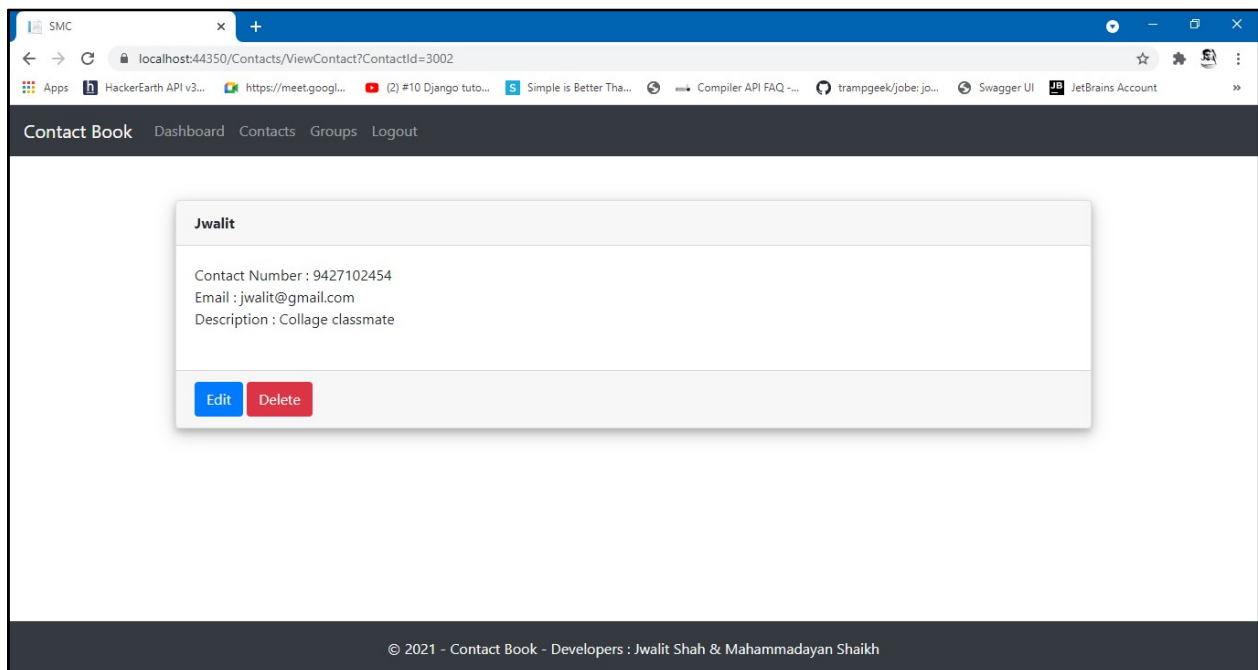 SMC
localhost:44350/Contacts/ViewContact?ContactId=3002
Apps HackerEarth API v3... https://meet.googl... (2) #10 Django tuto... Simple is Better Tha... Compiler API FAQ -... trampgeek/jobe: jo... Swagger UI JetBrains Account »
Contact Book Dashboard Contacts Groups Logout
Jwalit
Contact Number : 9427102454
Email : jwalit@gmail.com
Description : Collage classmate
Edit Delete
© 2021 - Contact Book - Developers : Jwalit Shah & Mahammadayan Shaikh